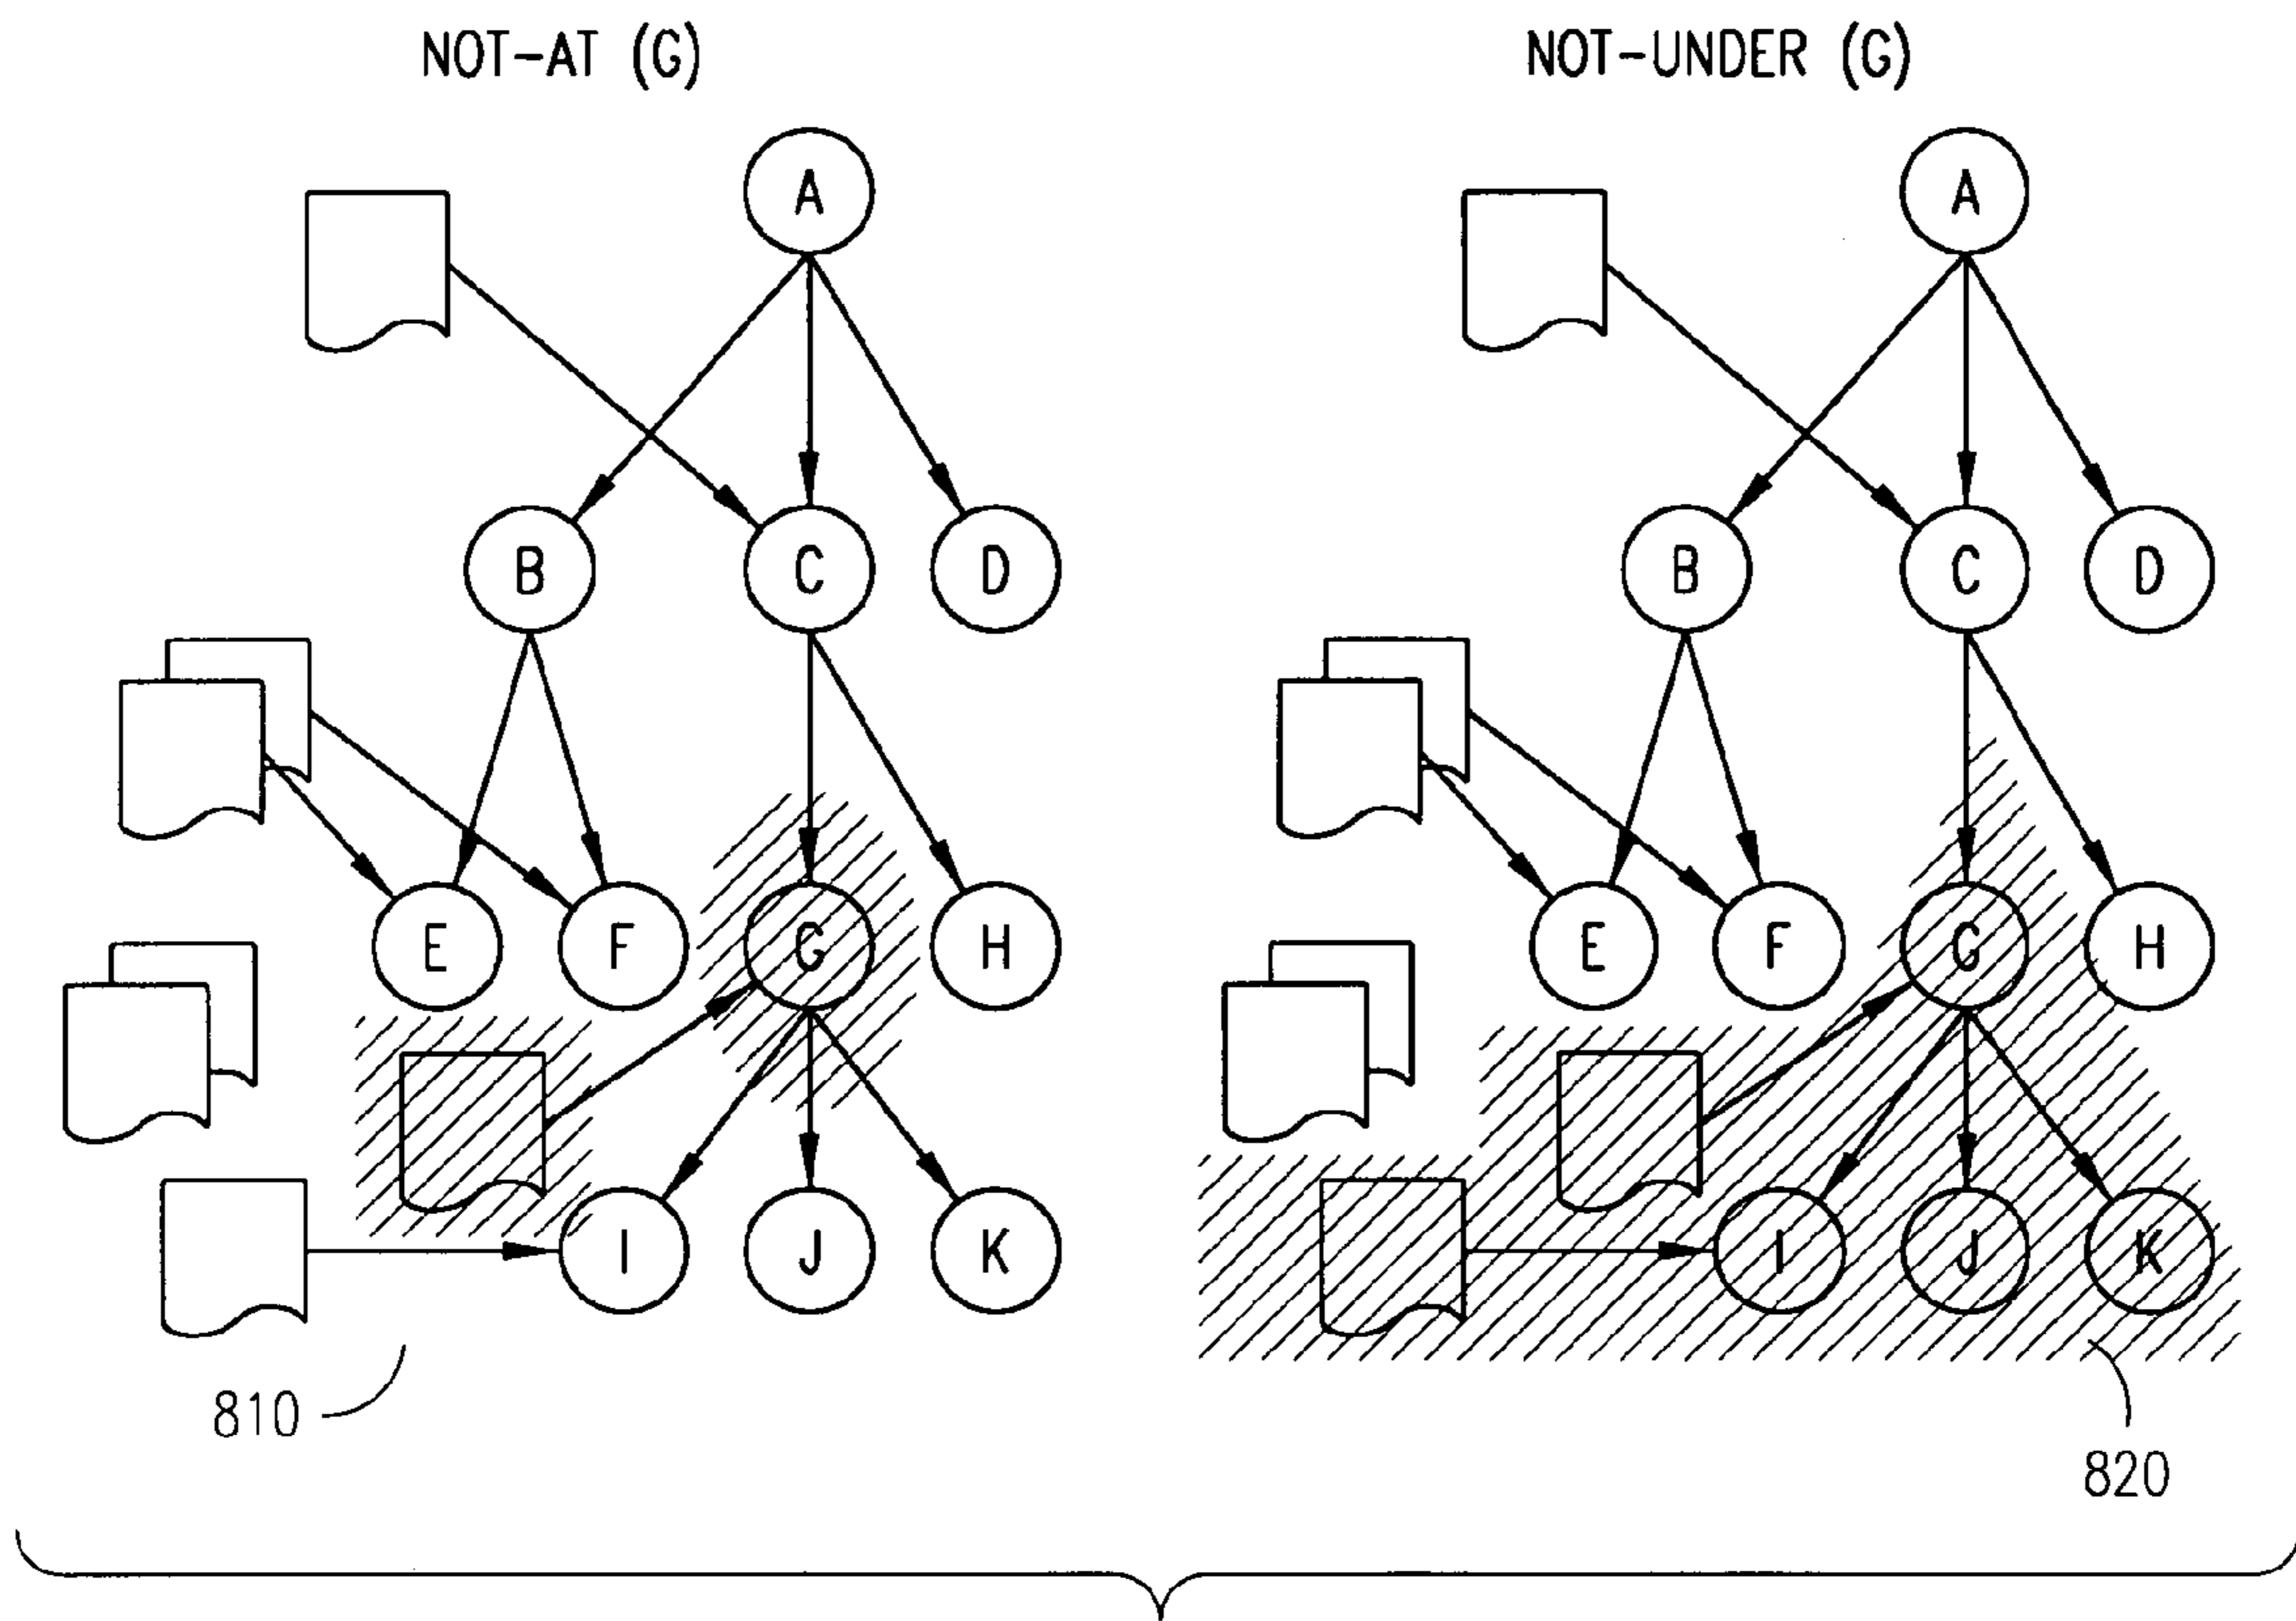 NOT-AT (G)
NOT-UNDER (G)
A
A
B
C
D
B
C
D
E
F
G
H
E
F
G
H
I
J
K
I
J
K
810
820